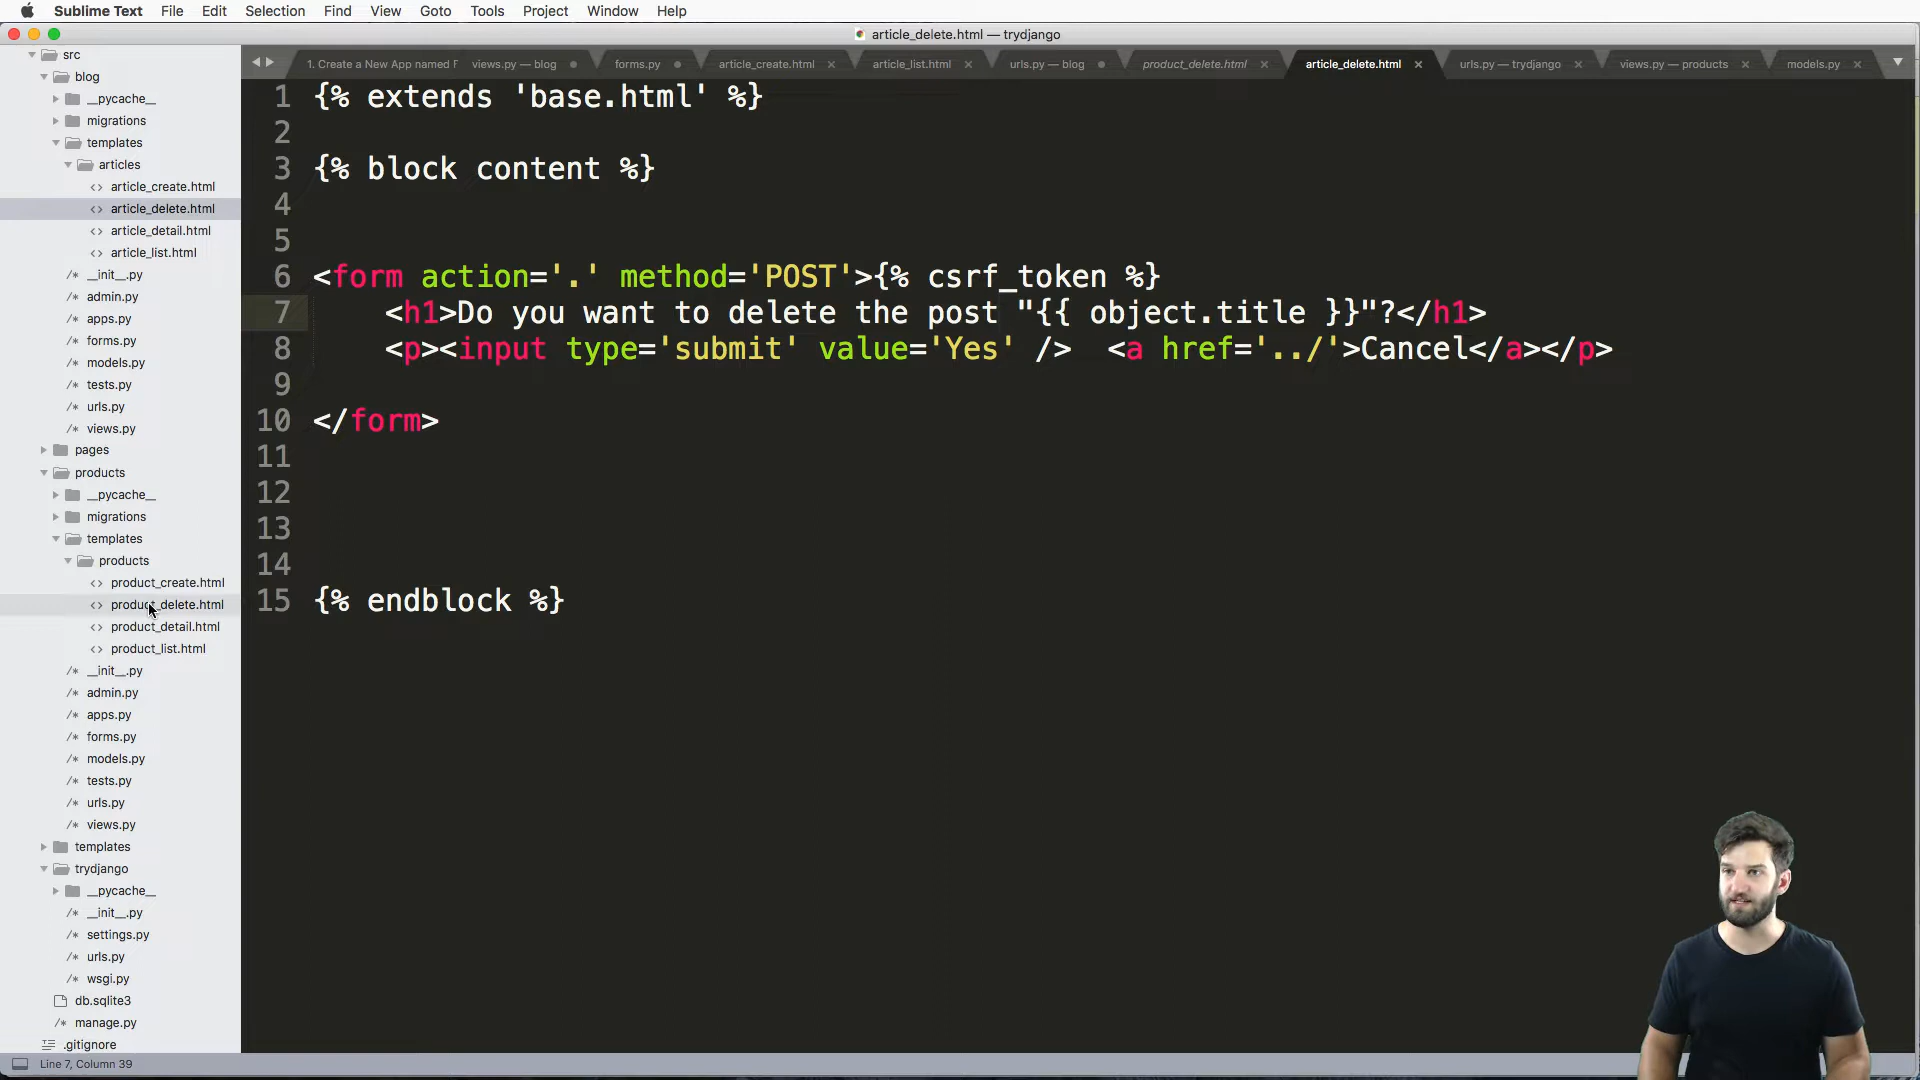 Sublime Text File Edit Selection Find View Goto Tools Project Window Help
article_delete.html — trydjango
1. Create a New App named F views.py — blog forms.py article_create.html article_list.html urls.py — blog product_delete.html article_delete.html urls.py — trydjango views.py — products models.py
src
blog
__pycache__
migrations
templates
articles
article_create.html
article_delete.html
article_detail.html
article_list.html
__init__.py
admin.py
apps.py
forms.py
models.py
tests.py
urls.py
views.py
pages
products
__pycache__
migrations
templates
products
product_create.html
product_delete.html
product_detail.html
product_list.html
__init__.py
admin.py
apps.py
forms.py
models.py
tests.py
urls.py
views.py
templates
trydjango
__pycache__
__init__.py
settings.py
urls.py
wsgi.py
db.sqlite3
manage.py
.gitignore
1 {% extends 'base.html' %}
2
3 {% block content %}
4
5
6 <form action='.' method='POST'>{% csrf_token %}
7 <h1>Do you want to delete the post "{{ object.title }}"?</h1>
8 <p><input type='submit' value='Yes' /> <a href='../'>Cancel</a></p>
9
10 </form>
11
12
13
14
15 {% endblock %}
Line 7, Column 39